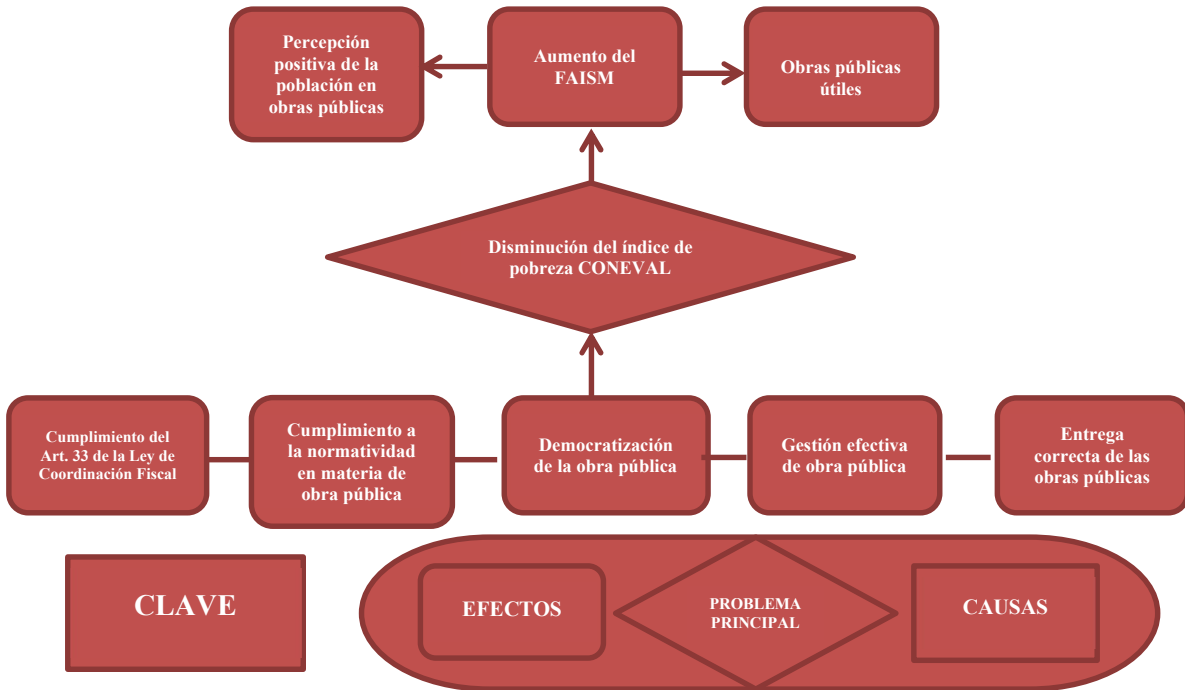 Percepción
positiva de la
población en
obras públicas
Aumento del
FAISM
Obras públicas
útiles
Disminución del índice de
pobreza CONEVAL
Cumplimiento del
Art. 33 de la Ley de
Coordinación Fiscal
Cumplimiento a
la normatividad
en materia de
obra pública
Democratización
de la obra pública
Gestión efectiva
de obra pública
Entrega
correcta de las
obras públicas
CLAVE
EFECTOS
PROBLEMA
PRINCIPAL
CAUSAS